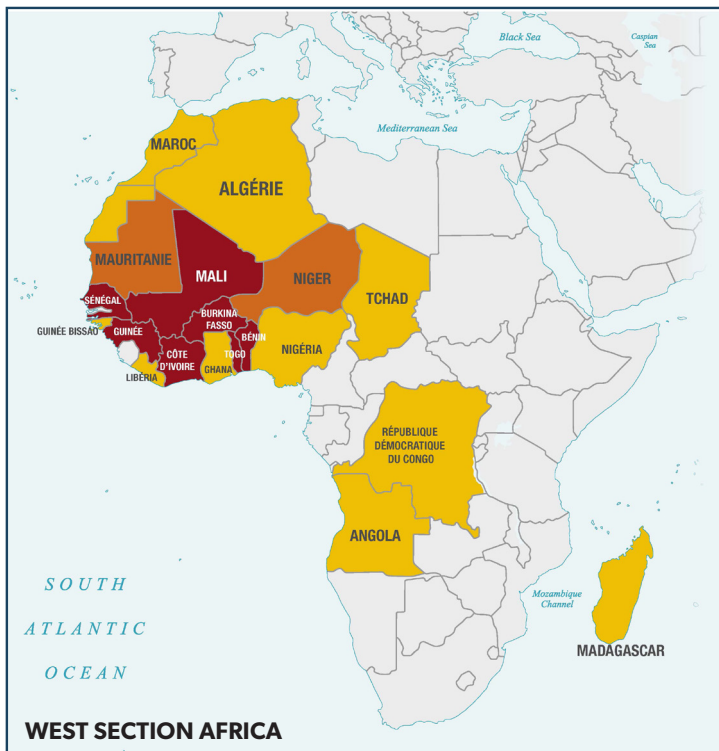 Black Sea
Caspian
Sea
Mediterranean Sea
MAROC
ALGÉRIE
MAURITANIE
MALI
NIGER
TCHAD
SÉNÉGAL
GUINÉE BISSÃO
GUINÉE
BURKINA
FASSO
BÉNIN
TOGO
CÔTE
D'IVOIRE
GHANA
NIGÉRIA
LIBÉRIA
RÉPUBLIQUE
DÉMOCRATIQUE
DU CONGO
ANGOLA
Mozambique
Channel
MADAGASCAR
SOUTH
ATLANTIC
OCEAN
WEST SECTION AFRICA